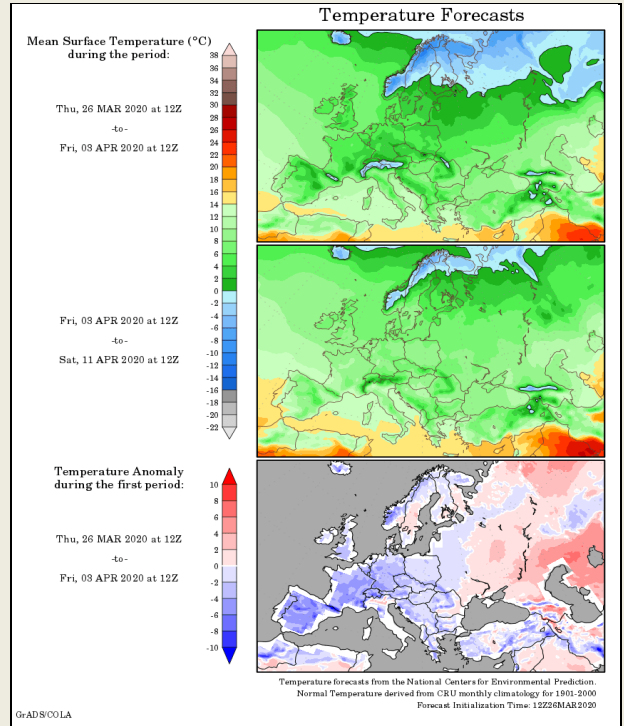 Temperature Forecasts
Mean Surface Temperature (°C)
during the period:
Thu, 26 MAR 2020 at 12Z
-to-
Fri, 03 APR 2020 at 12Z
38
36
34
32
30
28
26
24
22
20
18
16
14
12
10
8
6
4
2
0
-2
-4
-6
-8
-10
-12
-14
-16
-18
-20
-22
Fri, 03 APR 2020 at 12Z
-to-
Sat, 11 APR 2020 at 12Z
Temperature Anomaly
during the first period:
Thu, 26 MAR 2020 at 12Z
-to-
Fri, 03 APR 2020 at 12Z
10
8
6
4
2
0
-2
-4
-6
-8
-10
Temperature forecasts from the National Centers for Environmental Prediction.
Normal Temperature derived from CRU monthly climatology for 1901-2000
Forecast Initialization Time: 12Z26MAR2020
GrADS/COLA